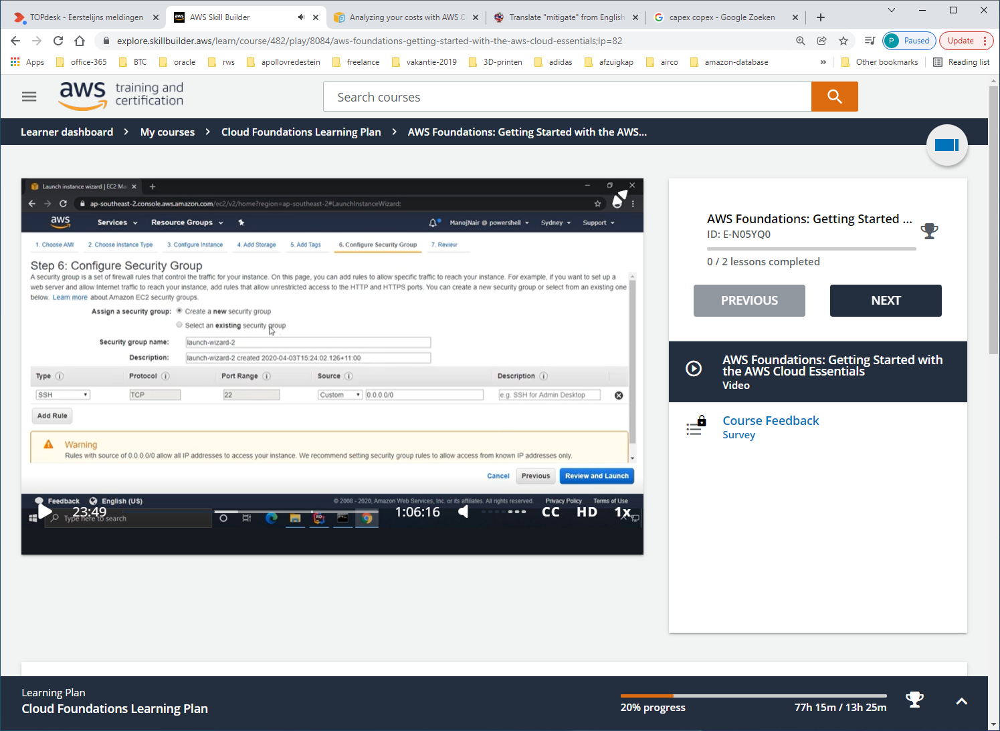 TOPdesk - Eerstelijns meldingen
AWS Skill Builder
Analyzing your costs with AWS C
Translate "mitigate" from English
capex copex - Google Zoeken
explore.skillbuilder.aws/learn/course/482/play/8084/aws-foundations-getting-started-with-the-aws-cloud-essentials;lp=82
P Paused
Update
Apps
office-365
BTC
oracle
rws
apollovredestein
freelance
vakantie-2019
3D-printen
adidas
afzuigkap
airco
amazon-database
»
Other bookmarks
Reading list
aws training and certification
Search courses
Learner dashboard > My courses > Cloud Foundations Learning Plan > AWS Foundations: Getting Started with the AWS...
Launch instance wizard | EC2 Ma
ap-southeast-2.console.aws.amazon.com/ec2/v2/home?region=ap-southeast-2#LaunchInstanceWizard:
aws Services Resource Groups ManojNair @ powershell Sydney Support
1. Choose AMI 2. Choose Instance Type 3. Configure Instance 4. Add Storage 5. Add Tags 6. Configure Security Group 7. Review
Step 6: Configure Security Group
A security group is a set of firewall rules that control the traffic for your instance. On this page, you can add rules to allow specific traffic to reach your instance. For example, if you want to set up a
web server and allow Internet traffic to reach your instance, add rules that allow unrestricted access to the HTTP and HTTPS ports. You can create a new security group or select from an existing one
below. Learn more about Amazon EC2 security groups.
Assign a security group: Create a new security group
Select an existing security group
Security group name: launch-wizard-2
Description: launch-wizard-2 created 2020-04-03T15:24:02.126+11:00
Type Protocol Port Range Source Description
SSH TCP 22 Custom 0.0.0.0/0 e.g. SSH for Admin Desktop
Add Rule
Warning
Rules with source of 0.0.0.0/0 allow all IP addresses to access your instance. We recommend setting security group rules to allow access from known IP addresses only.
Cancel Previous Review and Launch
Feedback English (US) © 2008 - 2020, Amazon Web Services, Inc. or its affiliates. All rights reserved. Privacy Policy Terms of Use
23:49 1:06:16 CC HD 1x
Type here to search
AWS Foundations: Getting Started ...
ID: E-N05YQ0
0 / 2 lessons completed
PREVIOUS NEXT
AWS Foundations: Getting Started with
the AWS Cloud Essentials
Video
Course Feedback
Survey
Learning Plan
Cloud Foundations Learning Plan
20% progress 77h 15m / 13h 25m